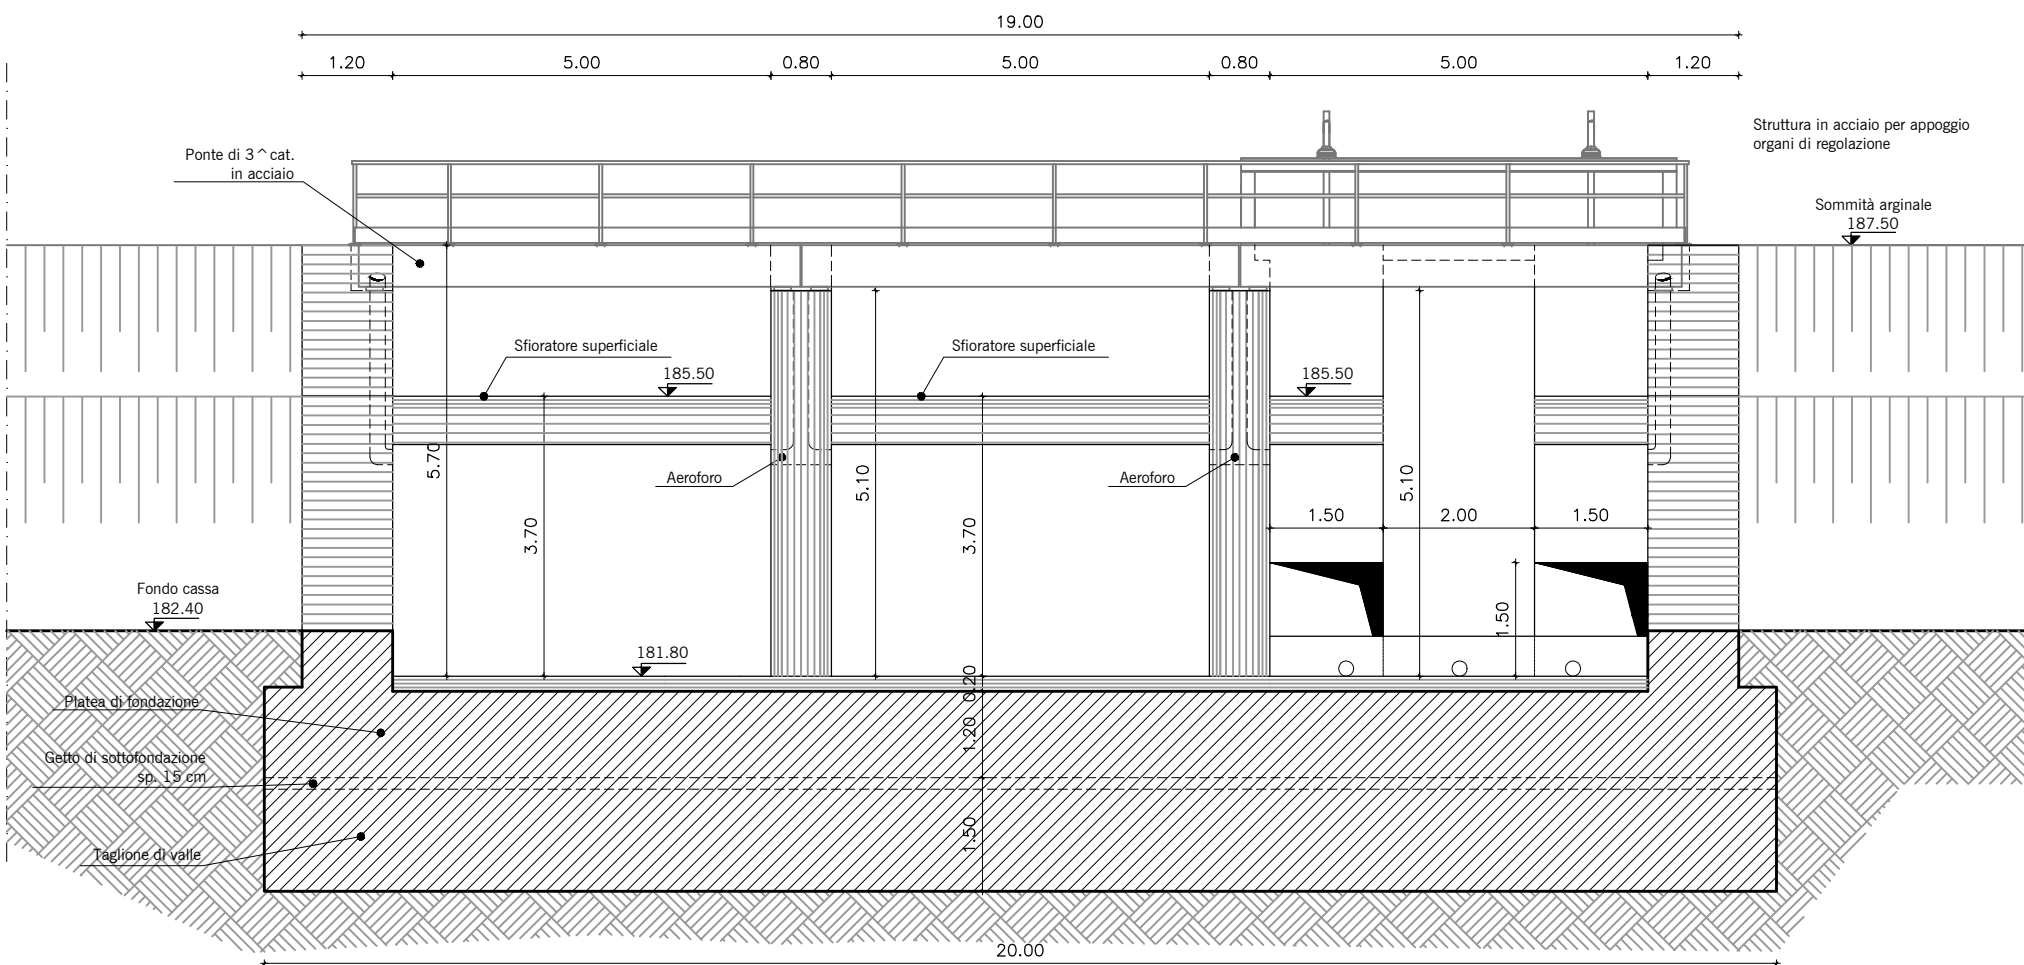 19.00
1.20
5.00
0.80
5.00
0.80
5.00
1.20
Struttura in acciaio per appoggio
organi di regolazione
Ponte di 3^cat.
in acciaio
Sommità arginale
187.50
Sfioratore superficiale
Sfioratore superficiale
185.50
185.50
5.70
Aeroforo
5.10
Aeroforo
5.10
3.70
3.70
1.50
2.00
1.50
Fondo cassa
182.40
1.50
181.80
0.20
Platea di fondazione
1.20
Getto di sottofondazione
sp. 15 cm
1.50
Taglione di valle
20.00